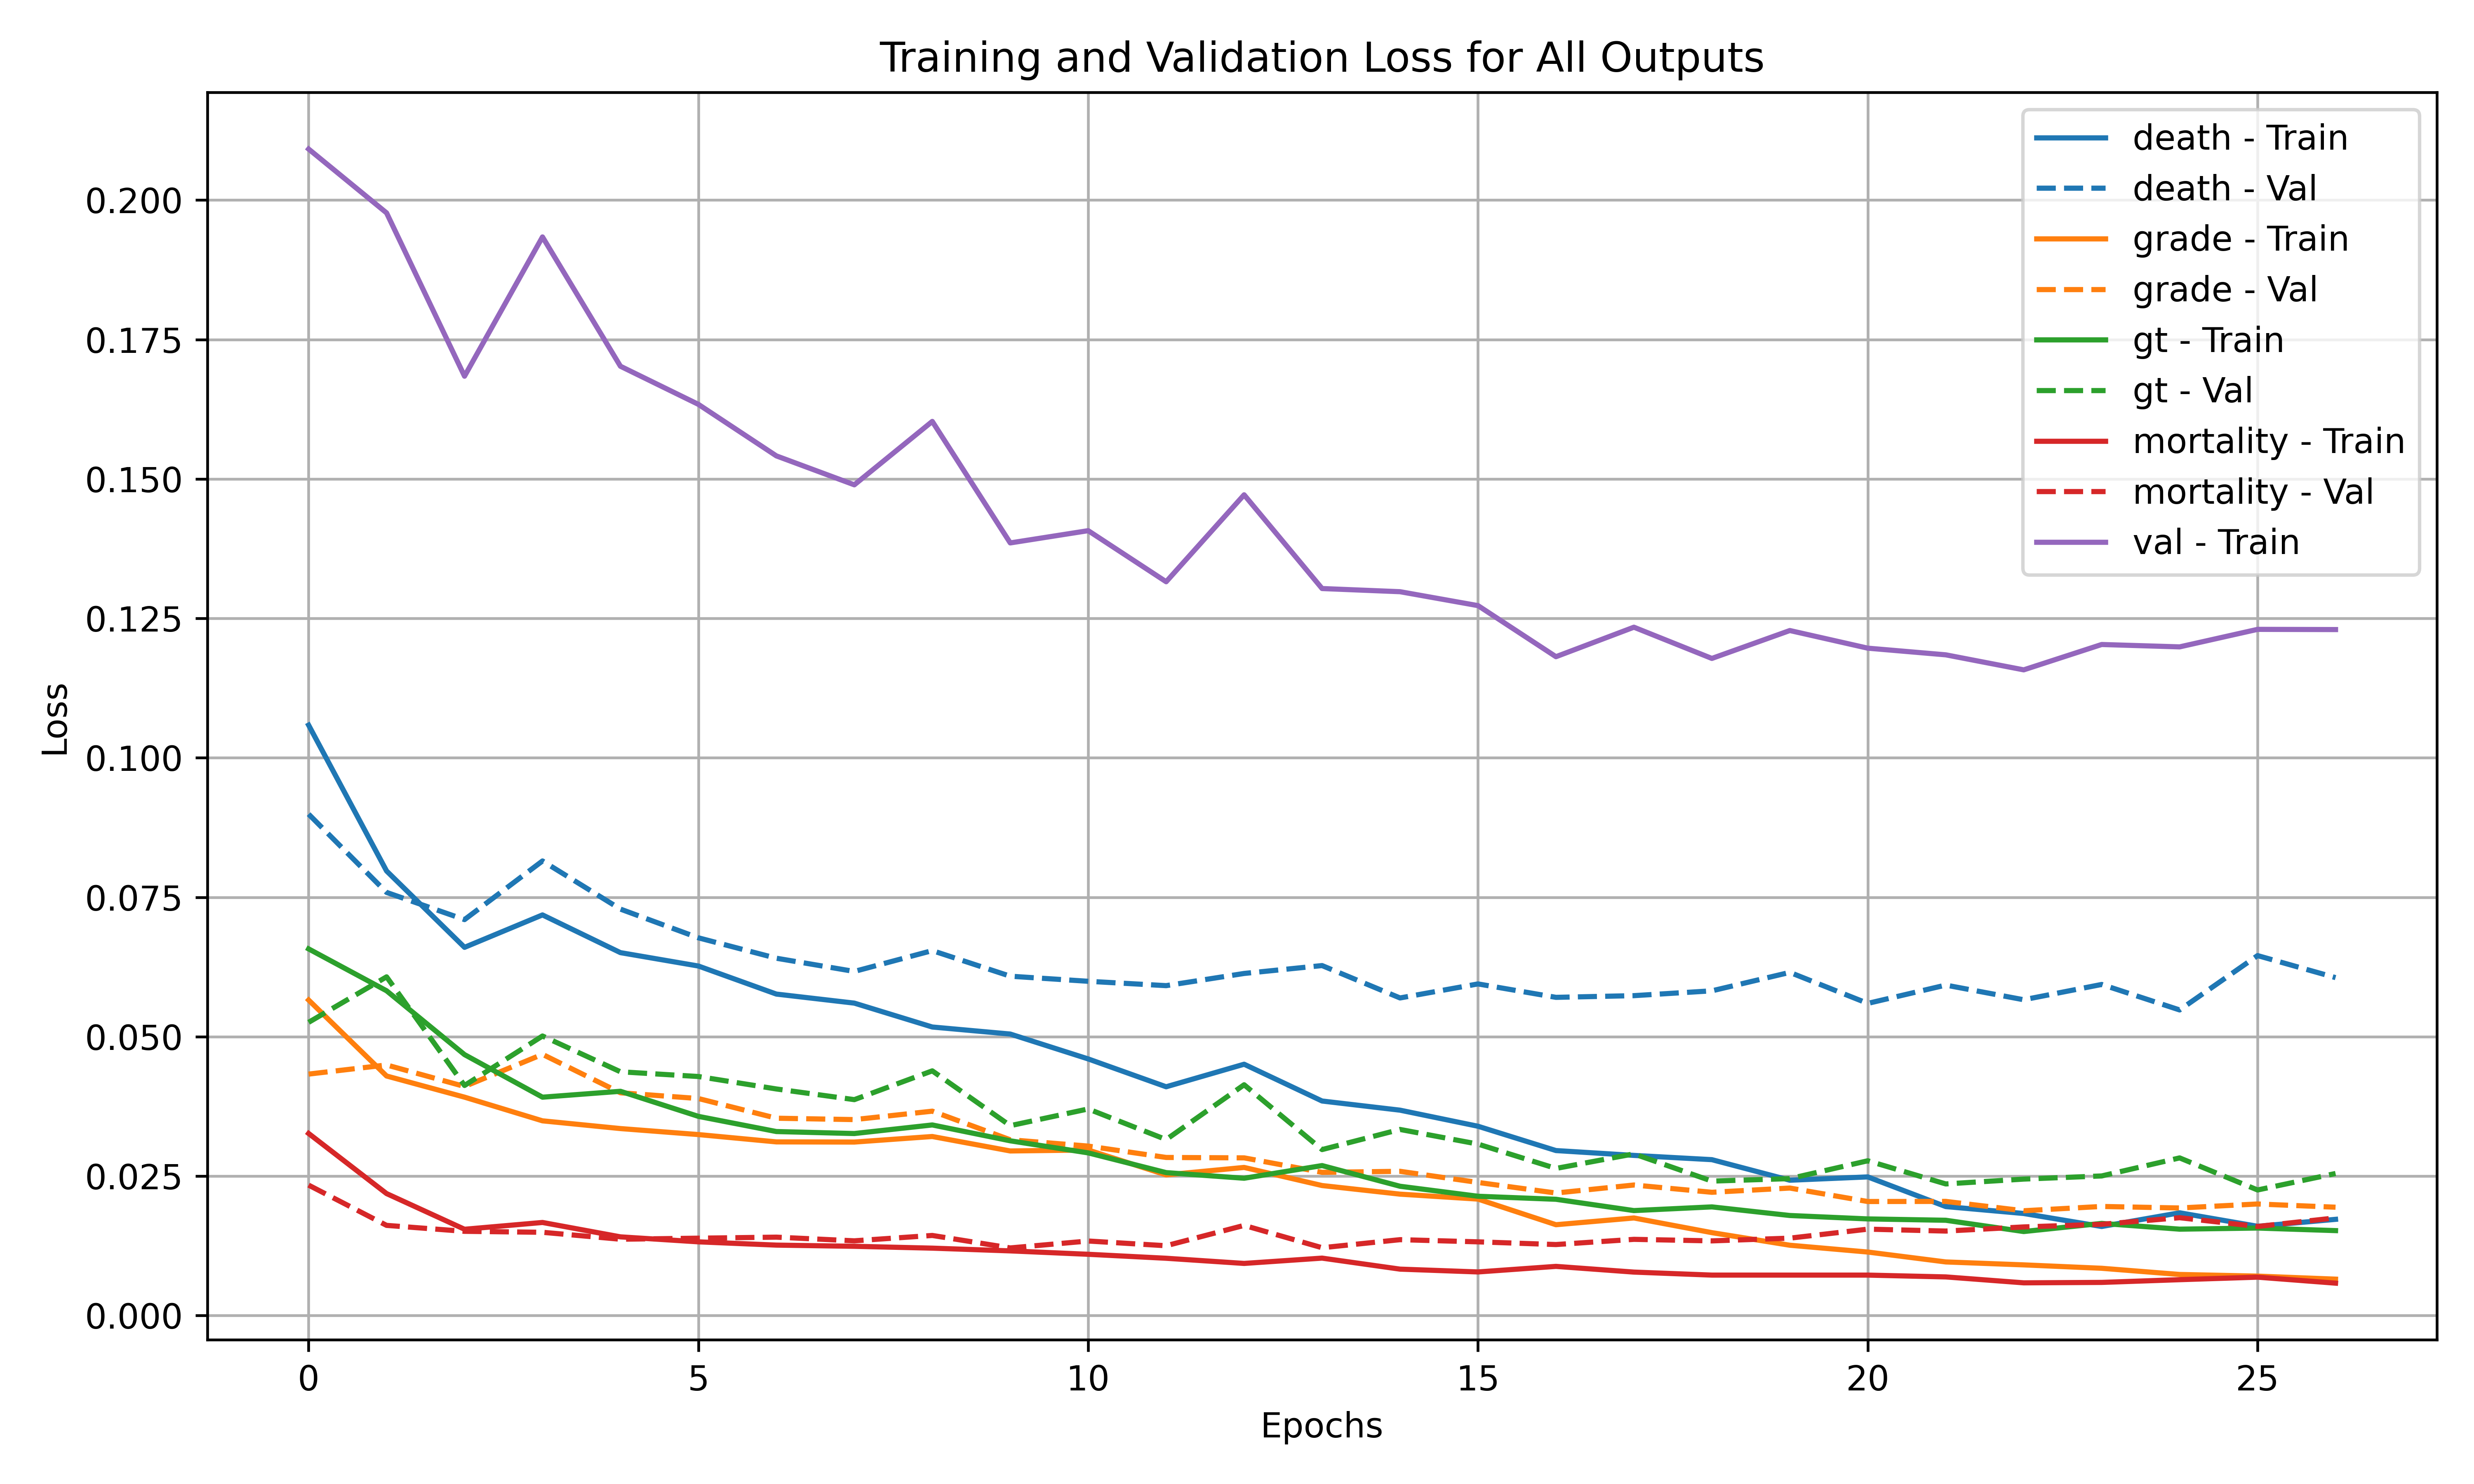 Training and Validation Loss for All Outputs
death - Train
death - Val
grade - Train
grade - Val
gt - Train
gt - Val
mortality - Train
mortality - Val
val - Train
Loss
0.200
0.175
0.150
0.125
0.100
0.075
0.050
0.025
0.000
0 5 10 15 20 25
Epochs